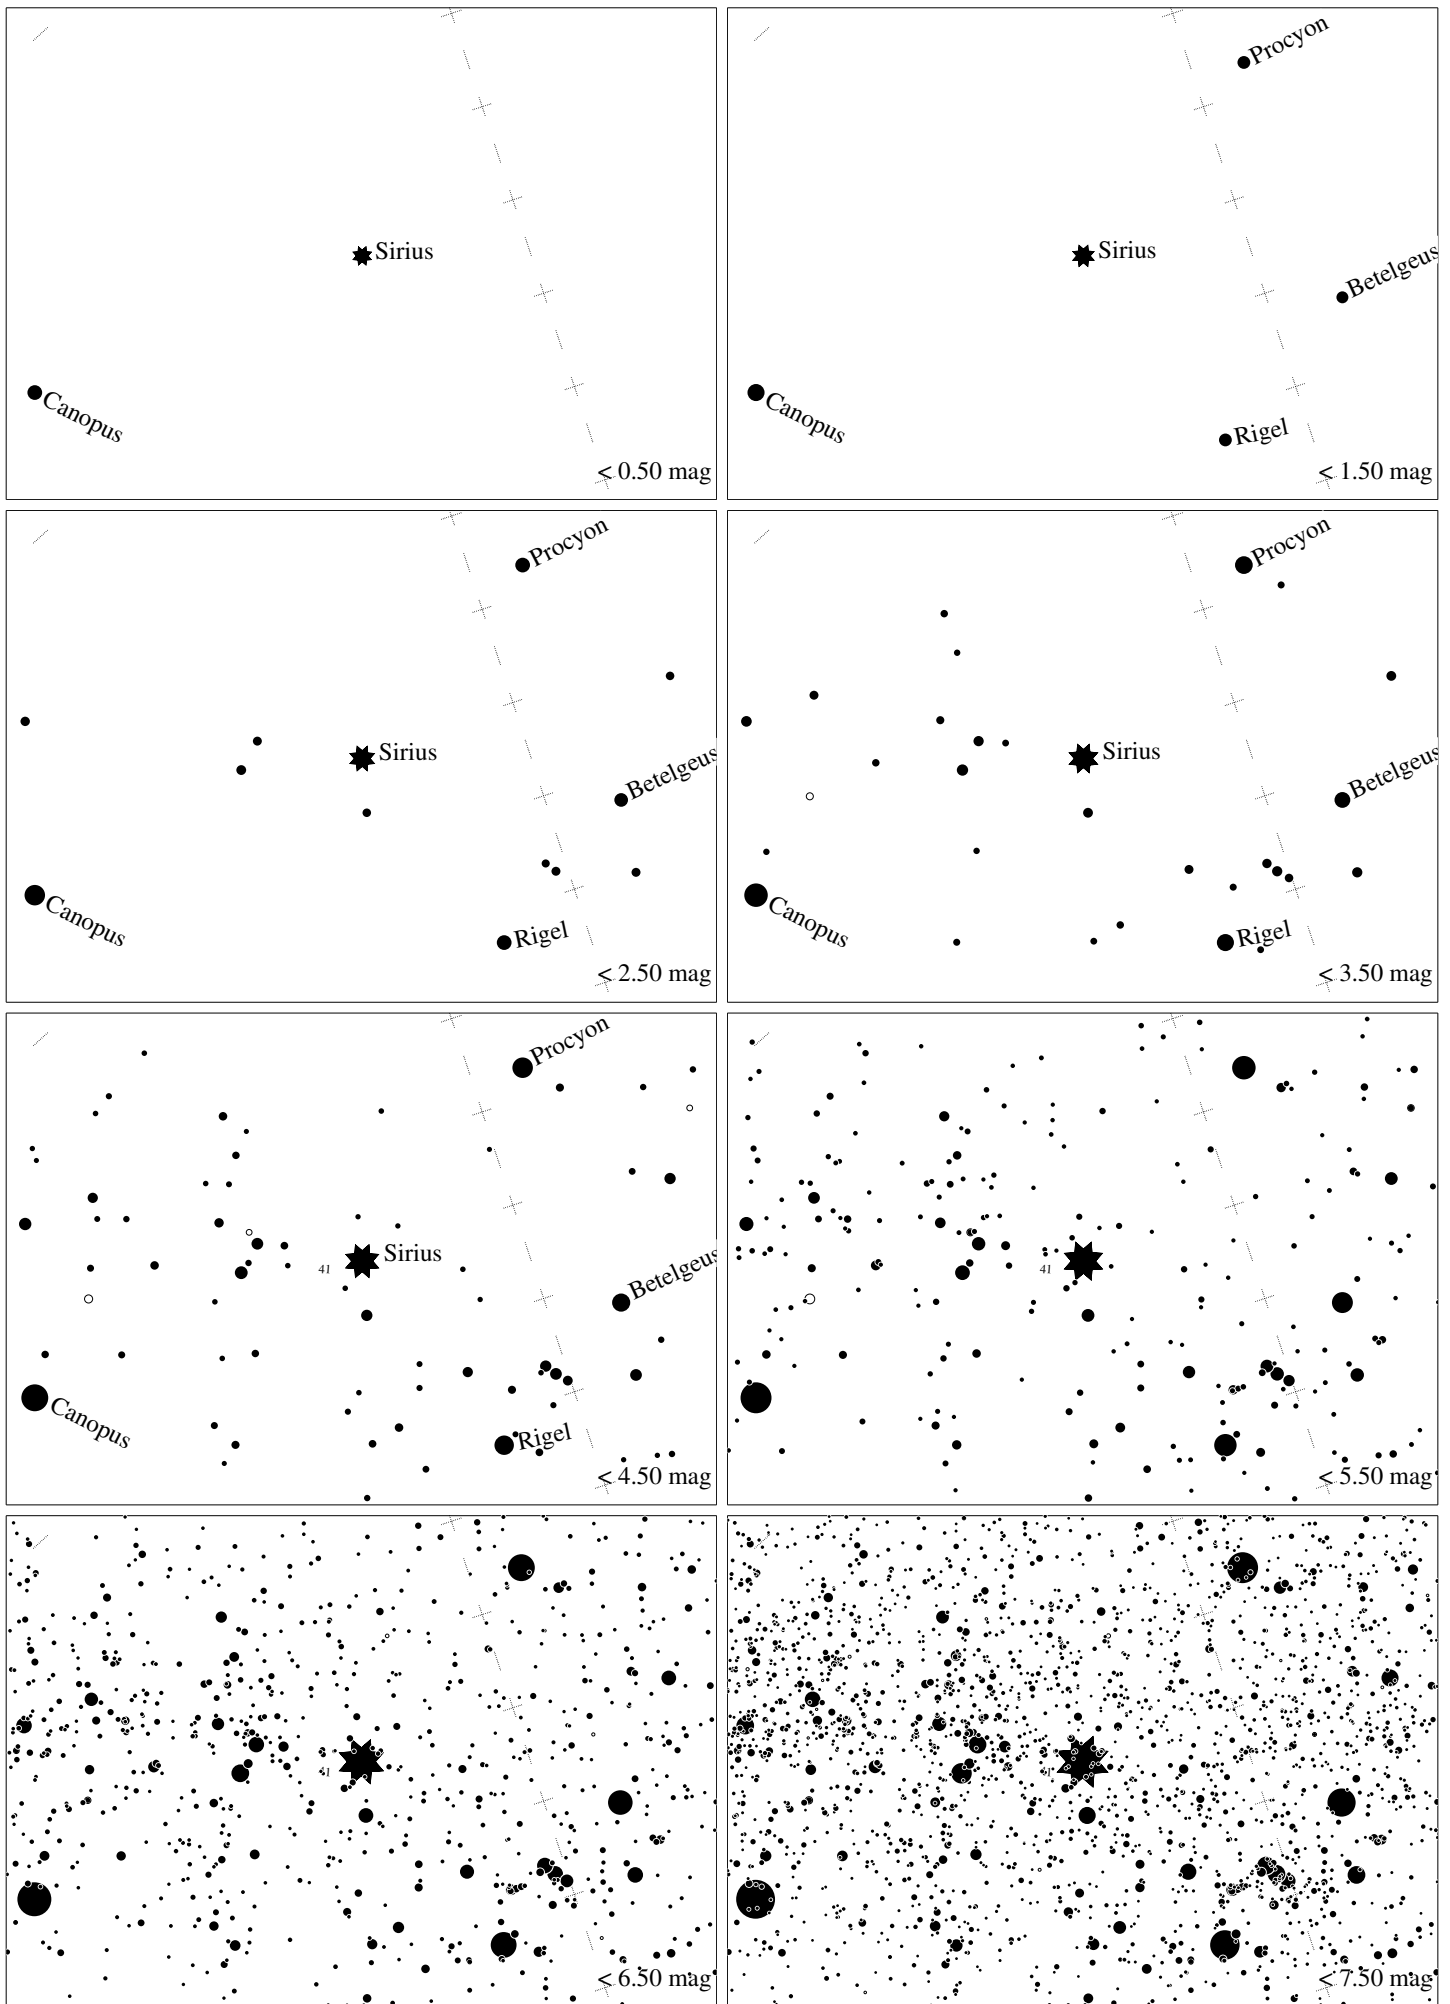 Sirius
Canopus
< 0.50 mag
Procyon
Sirius
Betelgeus
Canopus
Rigel
< 1.50 mag
Procyon
Sirius
Betelgeus
Canopus
Rigel
< 2.50 mag
Procyon
Sirius
Betelgeus
Canopus
Rigel
< 3.50 mag
Procyon
Sirius
41
Betelgeus
Canopus
Rigel
< 4.50 mag
41
< 5.50 mag
41
< 6.50 mag
< 7.50 mag